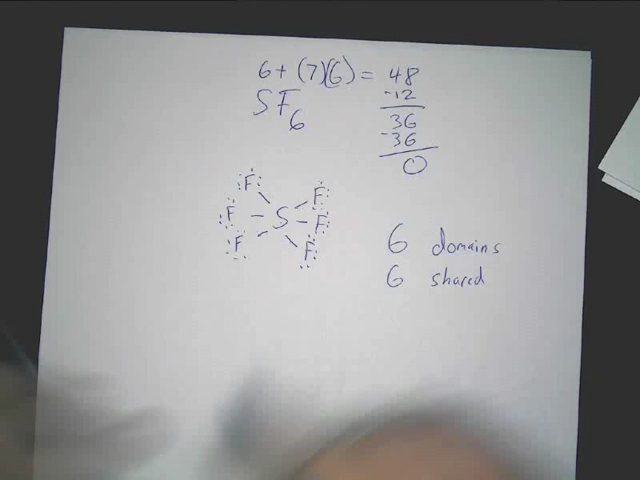 6 + (7)(6) = 48
-12
SF6
36
-36
0
F F
F S F
F F
6 domains
6 shared